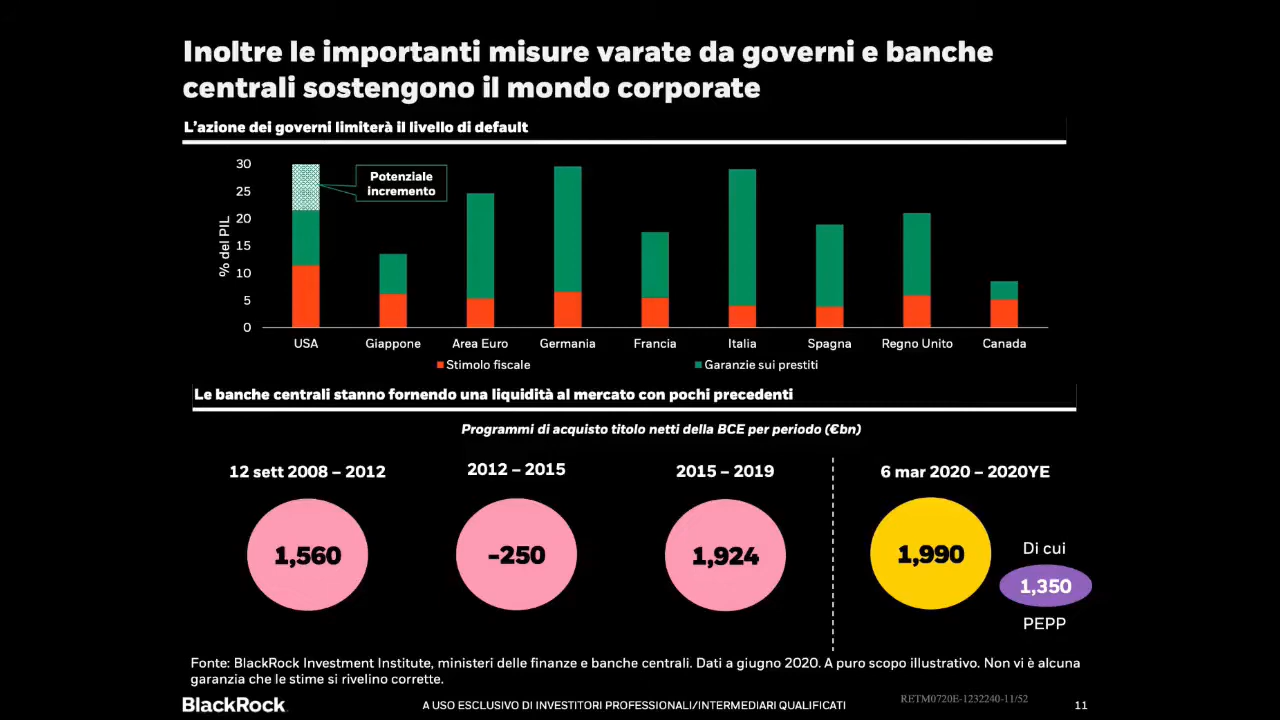 Inoltre le importanti misure varate da governi e banche
centrali sostengono il mondo corporate
L'azione dei governi limiterà il livello di default
% del PIL
30
25
20
15
10
5
0
Potenziale
incremento
USA Giappone Area Euro Germania Francia Italia Spagna Regno Unito Canada
Stimolo fiscale Garanzie sui prestiti
Le banche centrali stanno fornendo una liquidità al mercato con pochi precedenti
Programmi di acquisto titolo netti della BCE per periodo (€bn)
12 sett 2008 – 2012 2012 – 2015 2015 – 2019 6 mar 2020 – 2020YE
1,560 -250 1,924 1,990
Di cui
1,350
PEPP
Fonte: BlackRock Investment Institute, ministeri delle finanze e banche centrali. Dati a giugno 2020. A puro scopo illustrativo. Non vi è alcuna
garanzia che le stime si rivelino corrette.
BlackRock A USO ESCLUSIVO DI INVESTITORI PROFESSIONALI/INTERMEDIARI QUALIFICATI RETM0720E-1232240-11/52 11